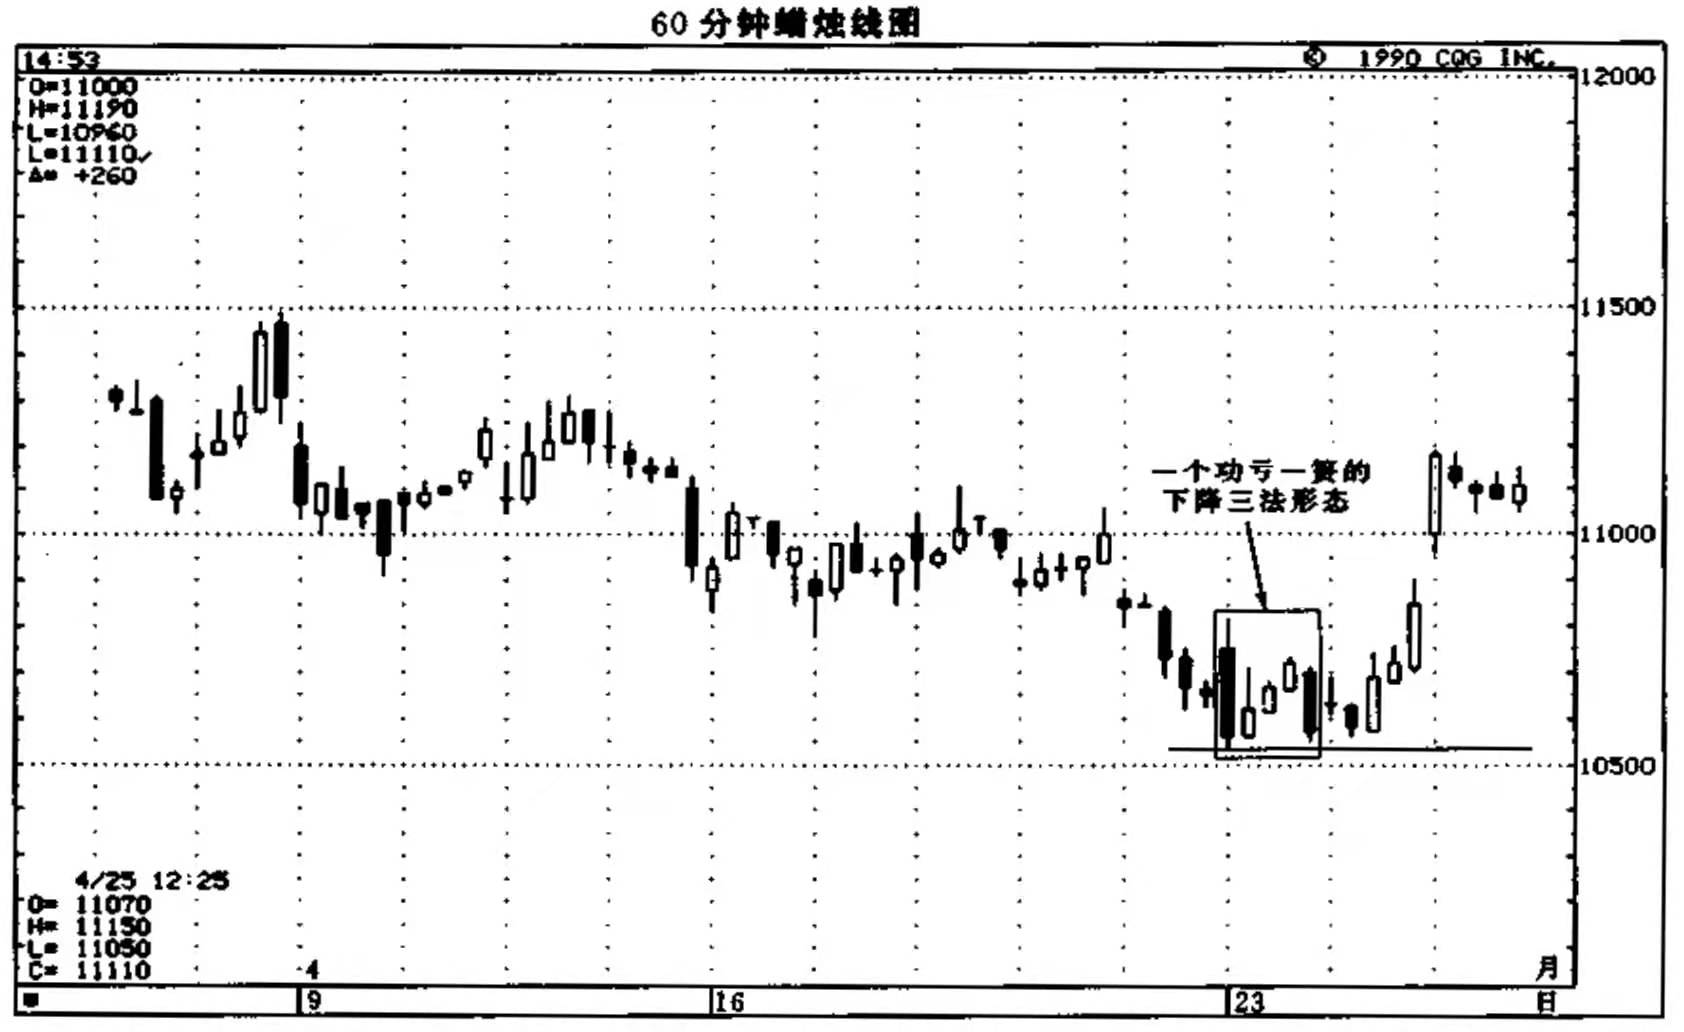 60分钟蜡烛线图
14:53
© 1990 CQG INC.
O=11000
H=11190
L=10960
L=11110✓
Δ= +260
12000
11500
11000
10500
一个功亏一篑的
下降三法形态
4/25 12:25
O= 11070
H= 11150
L= 11050
C= 11110
4
月
9
16
23
日